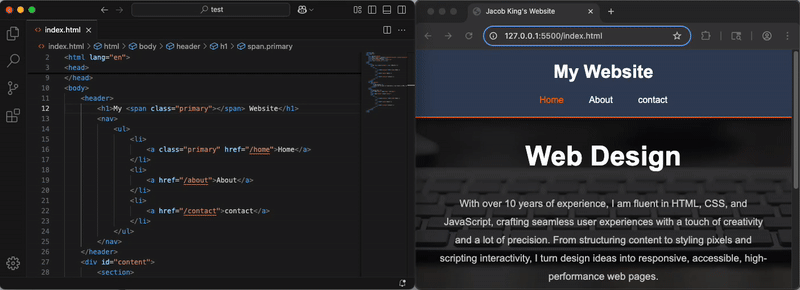 test
index.html
index.html > html > body > header > h1 > span.primary
2 <html lang="en">
3 <head>
9 </head>
10 <body>
11 <header>
12 <h1>My <span class="primary"></span> Website</h1>
13 <nav>
14 <ul>
15 <li>
16 <a class="primary" href="/home">Home</a>
17 </li>
18 <li>
19 <a href="/about">About</a>
20 </li>
21 <li>
22 <a href="/contact">contact</a>
23 </li>
24 </ul>
25 </nav>
26 </header>
27 <div id="content">
28 <section>
Jacob King's Website
127.0.0.1:5500/index.html
My Website
Home About contact
Web Design
With over 10 years of experience, I am fluent in HTML, CSS, and
JavaScript, crafting seamless user experiences with a touch of creativity
and a lot of precision. From structuring content to styling pixels and
scripting interactivity, I turn design ideas into responsive, accessible, high-
performance web pages.